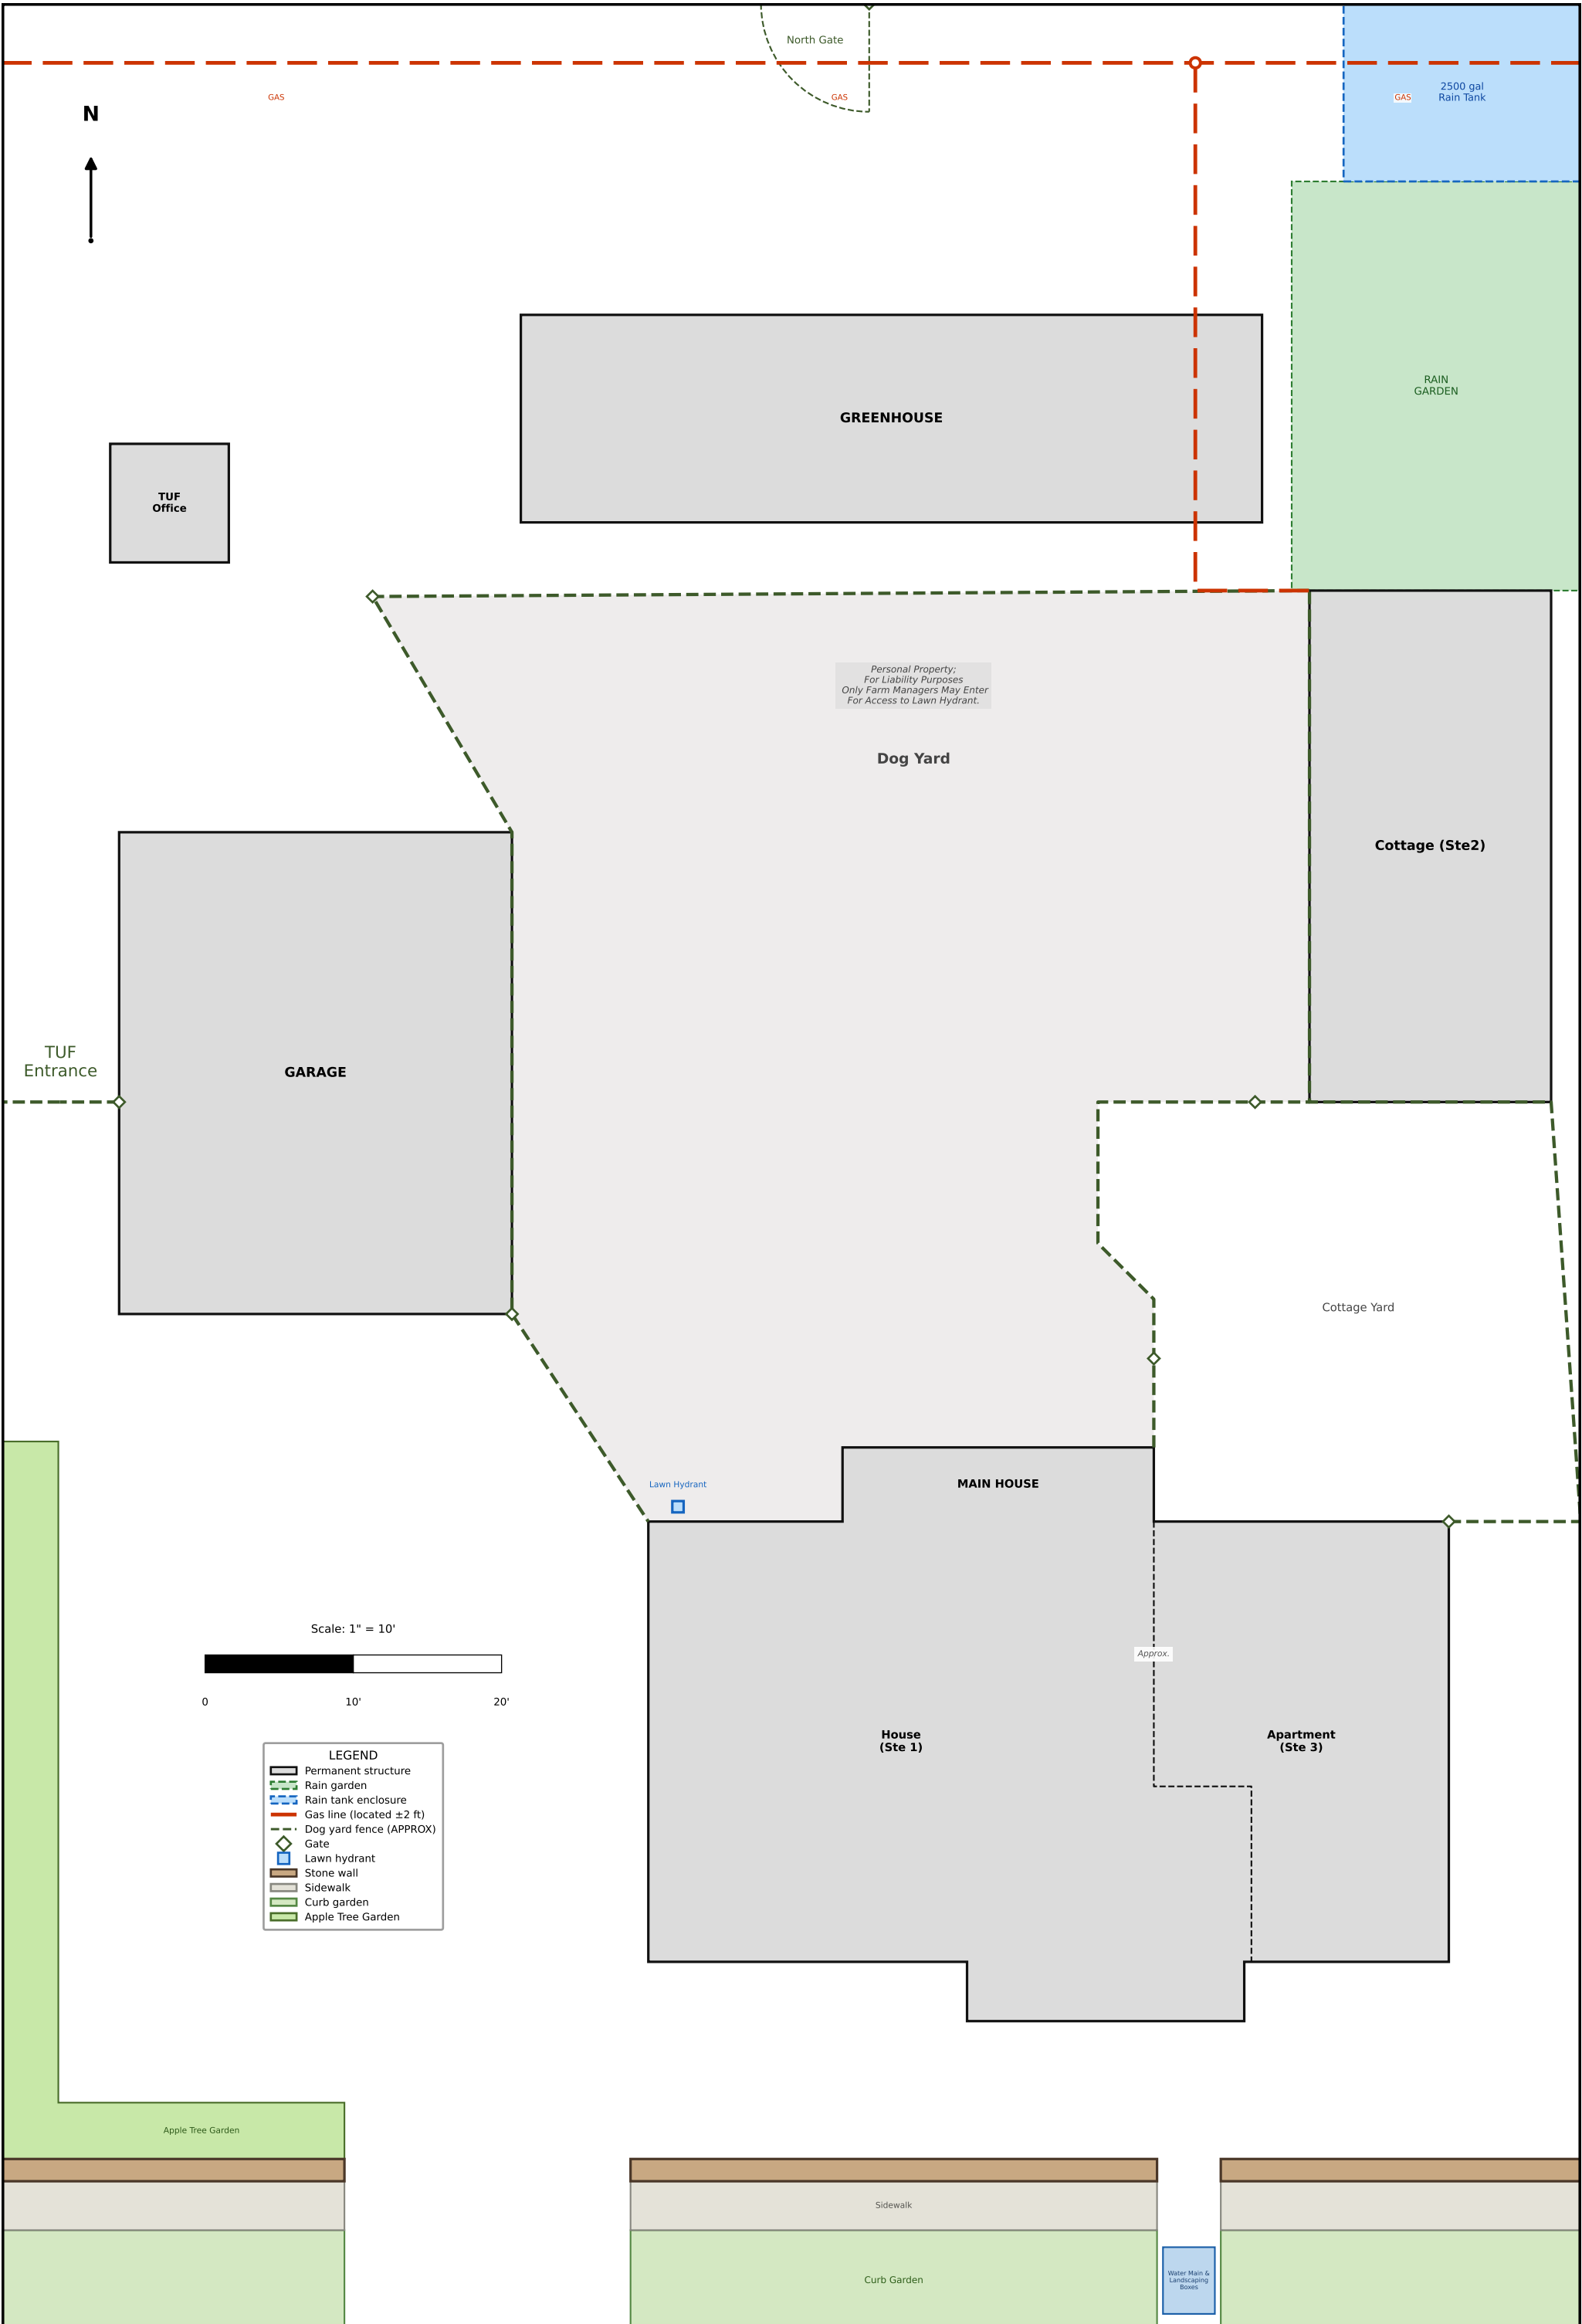 North Gate
GAS
GAS
GAS
2500 gal
Rain Tank
N
RAIN
GARDEN
GREENHOUSE
TUF
Office
Personal Property;
For Liability Purposes
Only Farm Managers May Enter
For Access to Lawn Hydrant.
Dog Yard
Cottage (Ste2)
TUF
Entrance
GARAGE
Cottage Yard
Lawn Hydrant
MAIN HOUSE
Scale: 1" = 10'
0
10'
20'
Approx.
House
(Ste 1)
Apartment
(Ste 3)
LEGEND
Permanent structure
Rain garden
Rain tank enclosure
Gas line (located ±2 ft)
Dog yard fence (APPROX)
Gate
Lawn hydrant
Stone wall
Sidewalk
Curb garden
Apple Tree Garden
Apple Tree Garden
Sidewalk
Curb Garden
Water Main &
Landscaping
Boxes